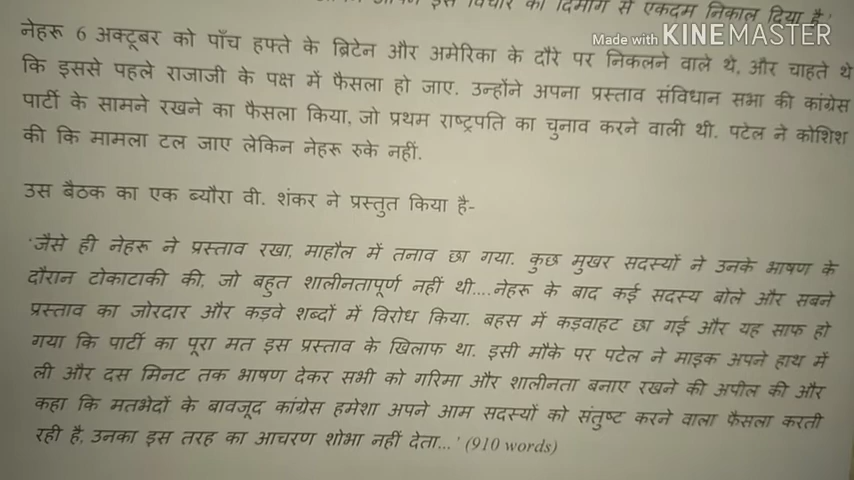 इस विचार को दिमाग से एकदम निकाल दिया है.'
Made with KINEMASTER
नेहरू 6 अक्टूबर को पाँच हफ्ते के ब्रिटेन और अमेरिका के दौरे पर निकलने वाले थे, और चाहते थे
कि इससे पहले राजाजी के पक्ष में फैसला हो जाए. उन्होंने अपना प्रस्ताव संविधान सभा की कांग्रेस
पार्टी के सामने रखने का फैसला किया, जो प्रथम राष्ट्रपति का चुनाव करने वाली थी. पटेल ने कोशिश
की कि मामला टल जाए लेकिन नेहरू रुके नहीं.
उस बैठक का एक ब्यौरा वी. शंकर ने प्रस्तुत किया है-
'जैसे ही नेहरू ने प्रस्ताव रखा, माहौल में तनाव छा गया. कुछ मुखर सदस्यों ने उनके भाषण के
दौरान टोकाटाकी की, जो बहुत शालीनतापूर्ण नहीं थी....नेहरू के बाद कई सदस्य बोले और सबने
प्रस्ताव का जोरदार और कड़वे शब्दों में विरोध किया. बहस में कड़वाहट छा गई और यह साफ हो
गया कि पार्टी का पूरा मत इस प्रस्ताव के खिलाफ था. इसी मौके पर पटेल ने माइक अपने हाथ में
ली और दस मिनट तक भाषण देकर सभी को गरिमा और शालीनता बनाए रखने की अपील की और
कहा कि मतभेदों के बावजूद कांग्रेस हमेशा अपने आम सदस्यों को संतुष्ट करने वाला फैसला करती
रही है, उनका इस तरह का आचरण शोभा नहीं देता...' (910 words)